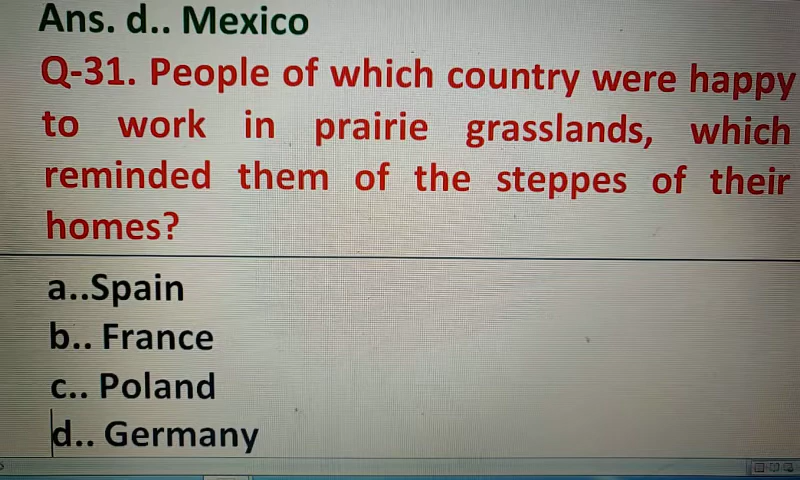 Ans. d.. Mexico
Q-31. People of which country were happy
to work in prairie grasslands, which
reminded them of the steppes of their
homes?
a..Spain
b.. France
c.. Poland
d.. Germany